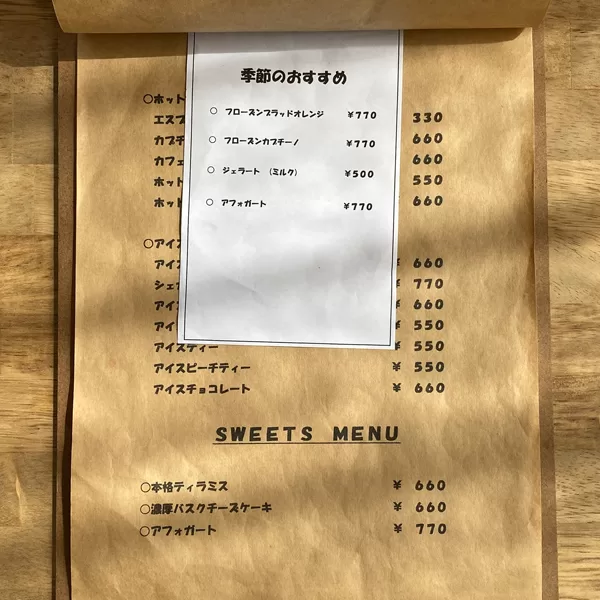 季節のおすすめ
○ フローズンブラッドオレンジ ¥770
○ フローズンカプチーノ ¥770
○ ジェラート (ミルク) ¥500
○ アフォガート ¥770
○ホット
エスプ 330
カプチ 660
カフェ 660
ホット 550
ホット 660
○アイス
アイ ¥ 660
シェ ¥ 770
アイ ¥ 660
アイ ¥ 550
アイスティー ¥ 550
アイスピーチティー ¥ 550
アイスチョコレート ¥ 660
SWEETS MENU
○本格ティラミス ¥ 660
○濃厚バスクチーズケーキ ¥ 660
○アフォガート ¥ 770